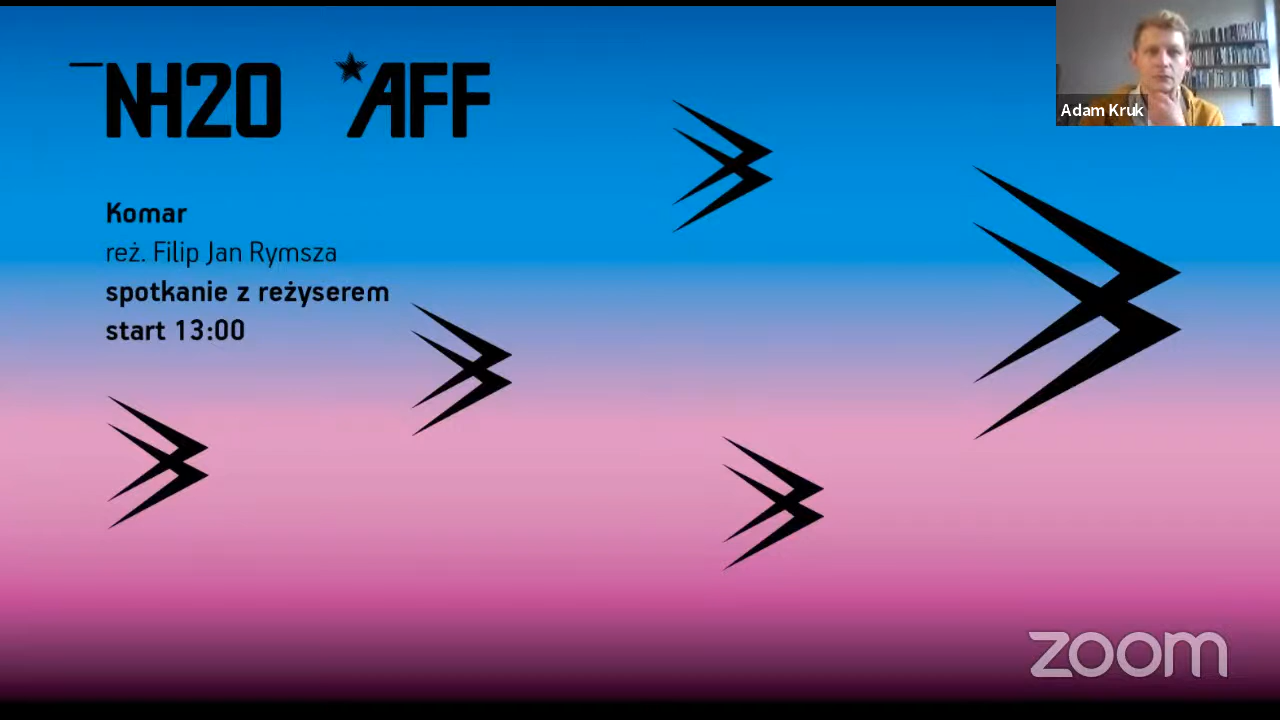 NH20 *AFF
Adam Kruk
Komar
reż. Filip Jan Rymsza
spotkanie z reżyserem
start 13:00
zoom